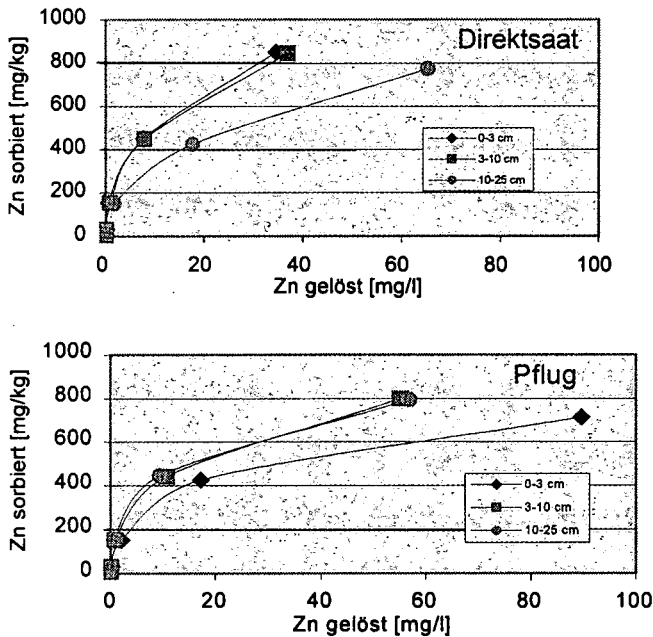 Direktsaat
Zn sorbiert [mg/kg]
1000
800
600
400
200
0
0-3 cm
3-10 cm
10-25 cm
0 20 40 60 80 100
Zn gelöst [mg/l]
Pflug
Zn sorbiert [mg/kg]
1000
800
600
400
200
0
0-3 cm
3-10 cm
10-25 cm
0 20 40 60 80 100
Zn gelöst [mg/l]